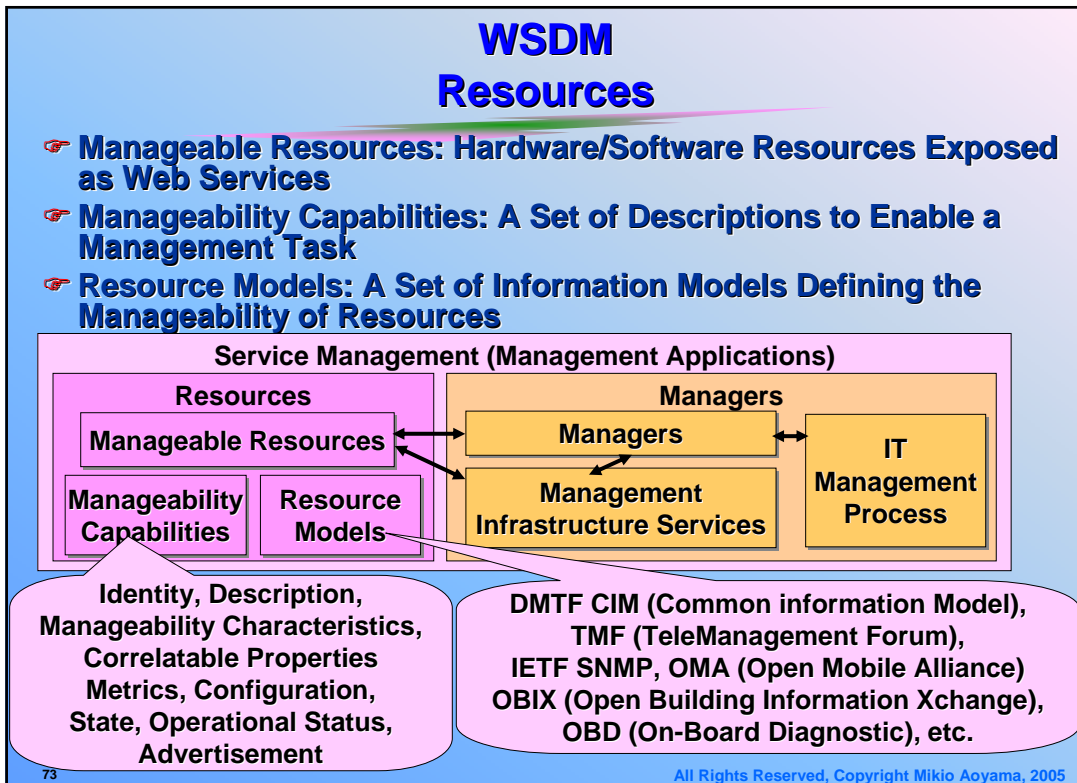 WSDM
Resources
Manageable Resources: Hardware/Software Resources Exposed
as Web Services
Manageability Capabilities: A Set of Descriptions to Enable a
Management Task
Resource Models: A Set of Information Models Defining the
Manageability of Resources
Service Management (Management Applications)
Resources
Manageable Resources
Manageability
Capabilities
Resource
Models
Managers
Managers
Management
Infrastructure Services
IT
Management
Process
Identity, Description,
Manageability Characteristics,
Correlatable Properties
Metrics, Configuration,
State, Operational Status,
Advertisement
DMTF CIM (Common information Model),
TMF (TeleManagement Forum),
IETF SNMP, OMA (Open Mobile Alliance)
OBIX (Open Building Information Xchange),
OBD (On-Board Diagnostic), etc.
73
All Rights Reserved, Copyright Mikio Aoyama, 2005